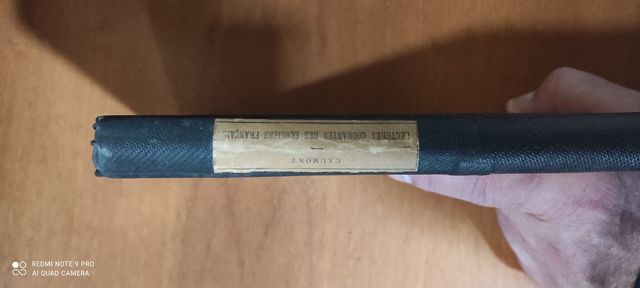 CAUMONT
LECTURES COURANTES DES ÉCOLIERS FRANÇAIS
REDMI NOTE 9 PRO
AI QUAD CAMERA